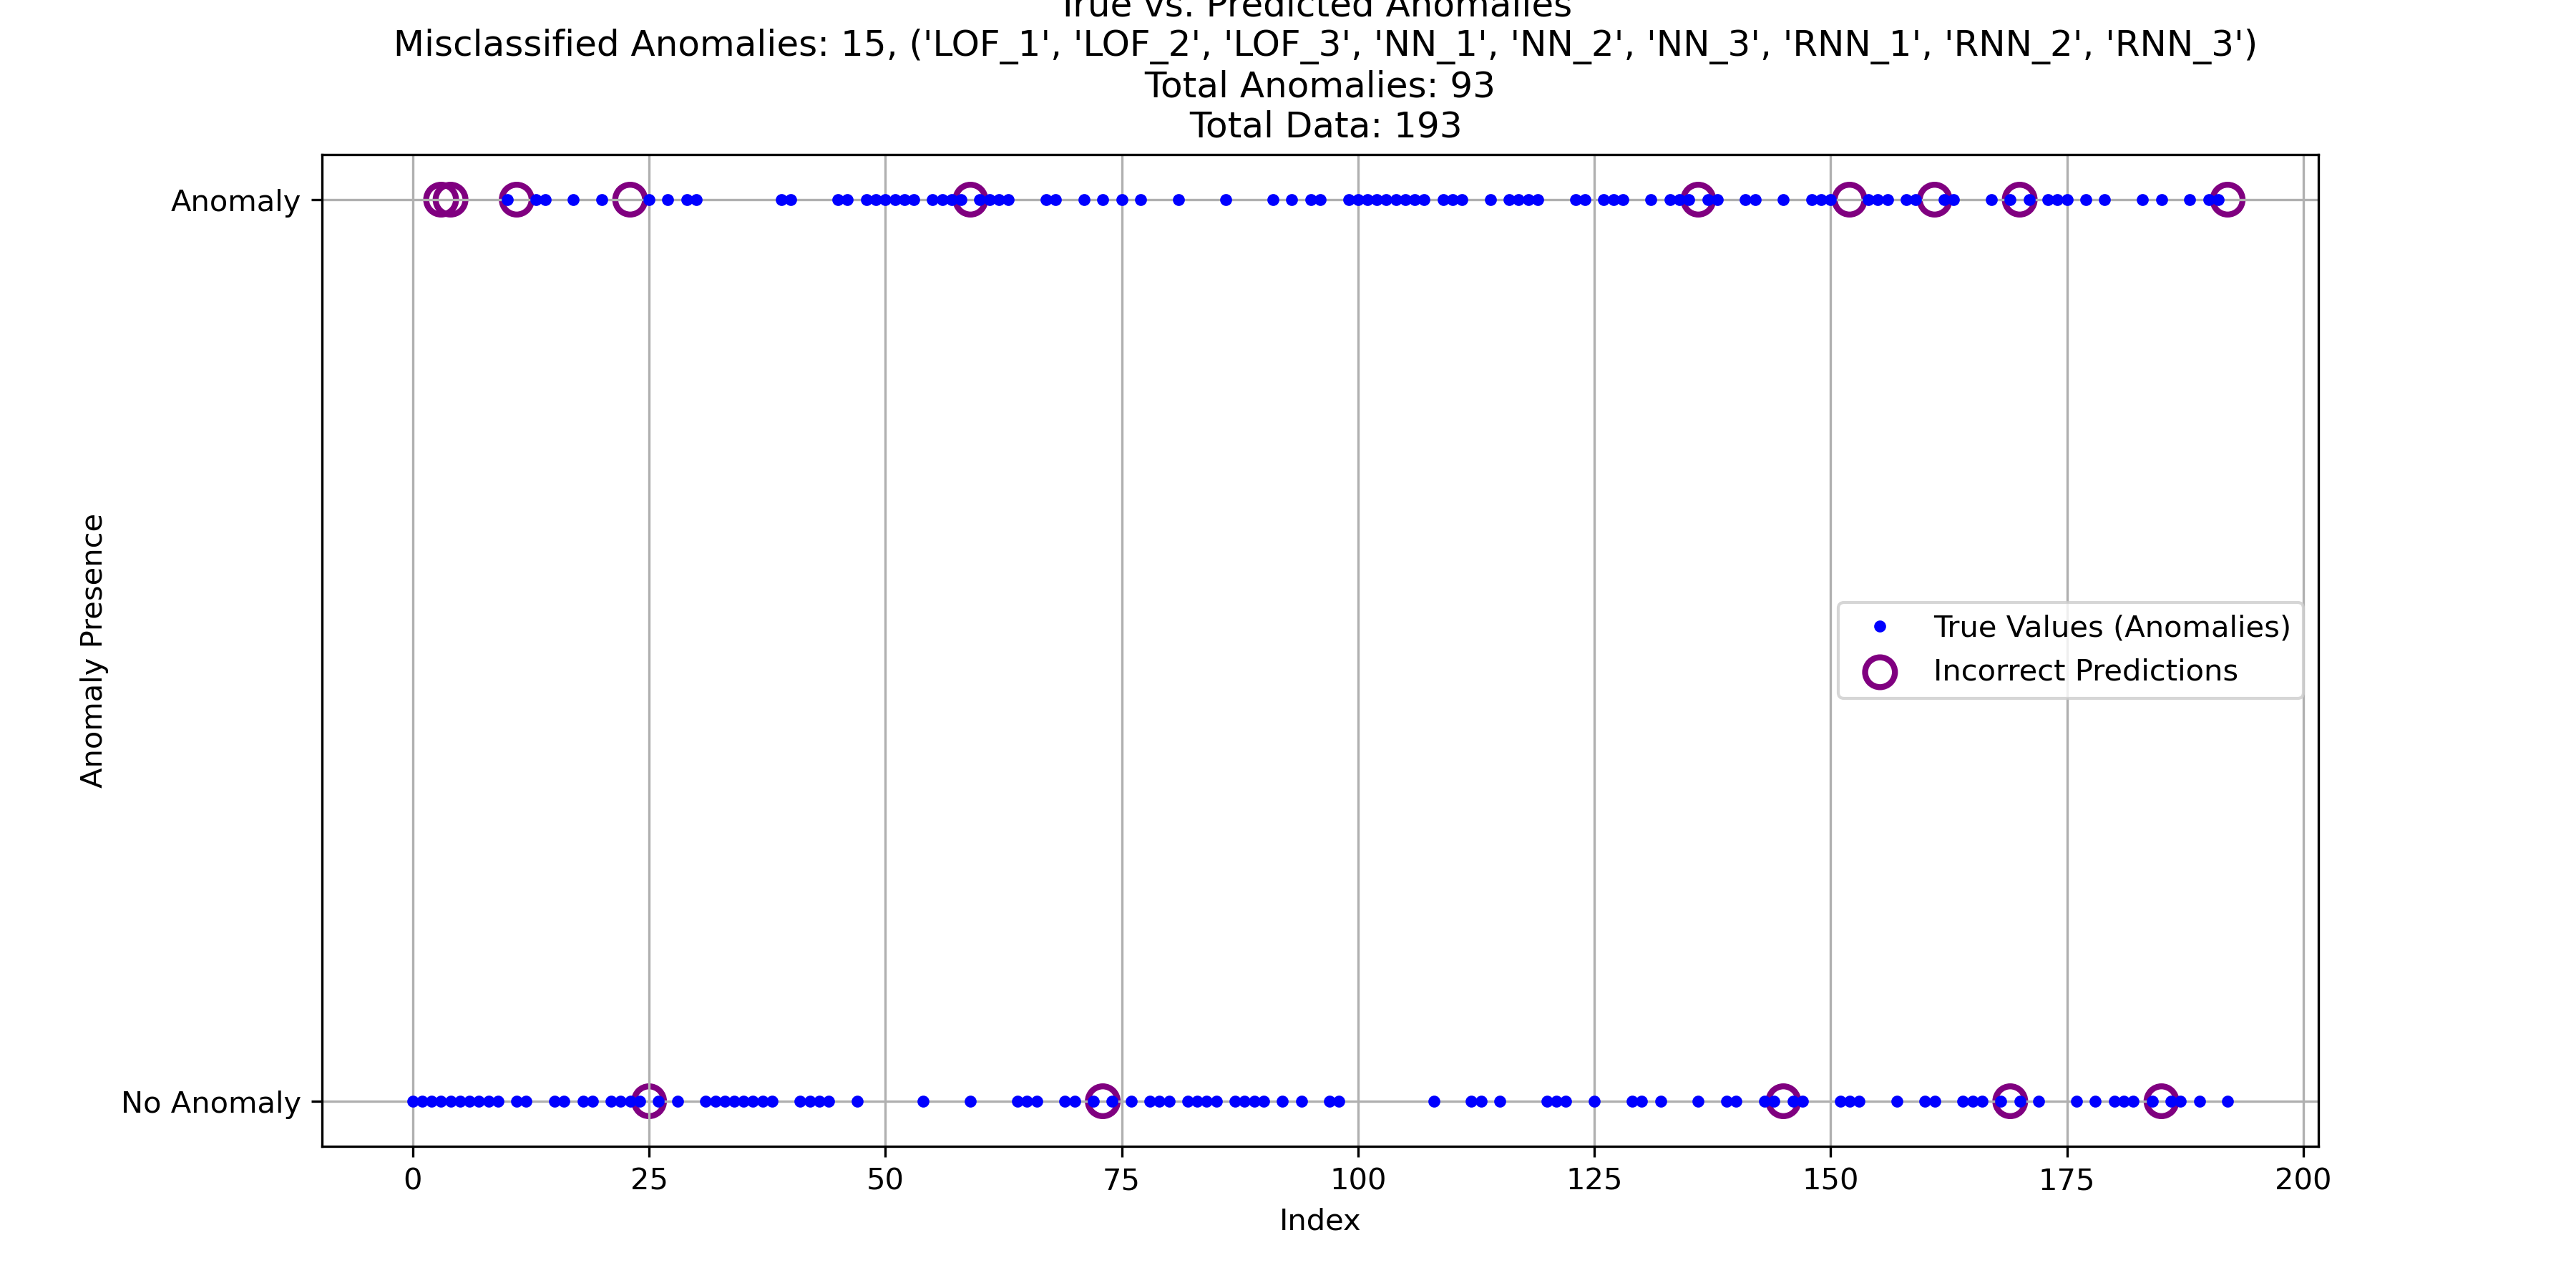 True vs. Predicted Anomalies
Misclassified Anomalies: 15, ('LOF_1', 'LOF_2', 'LOF_3', 'NN_1', 'NN_2', 'NN_3', 'RNN_1', 'RNN_2', 'RNN_3')
Total Anomalies: 93
Total Data: 193
Anomaly
Anomaly Presence
True Values (Anomalies)
Incorrect Predictions
No Anomaly
0 25 50 75 100 125 150 175 200
Index